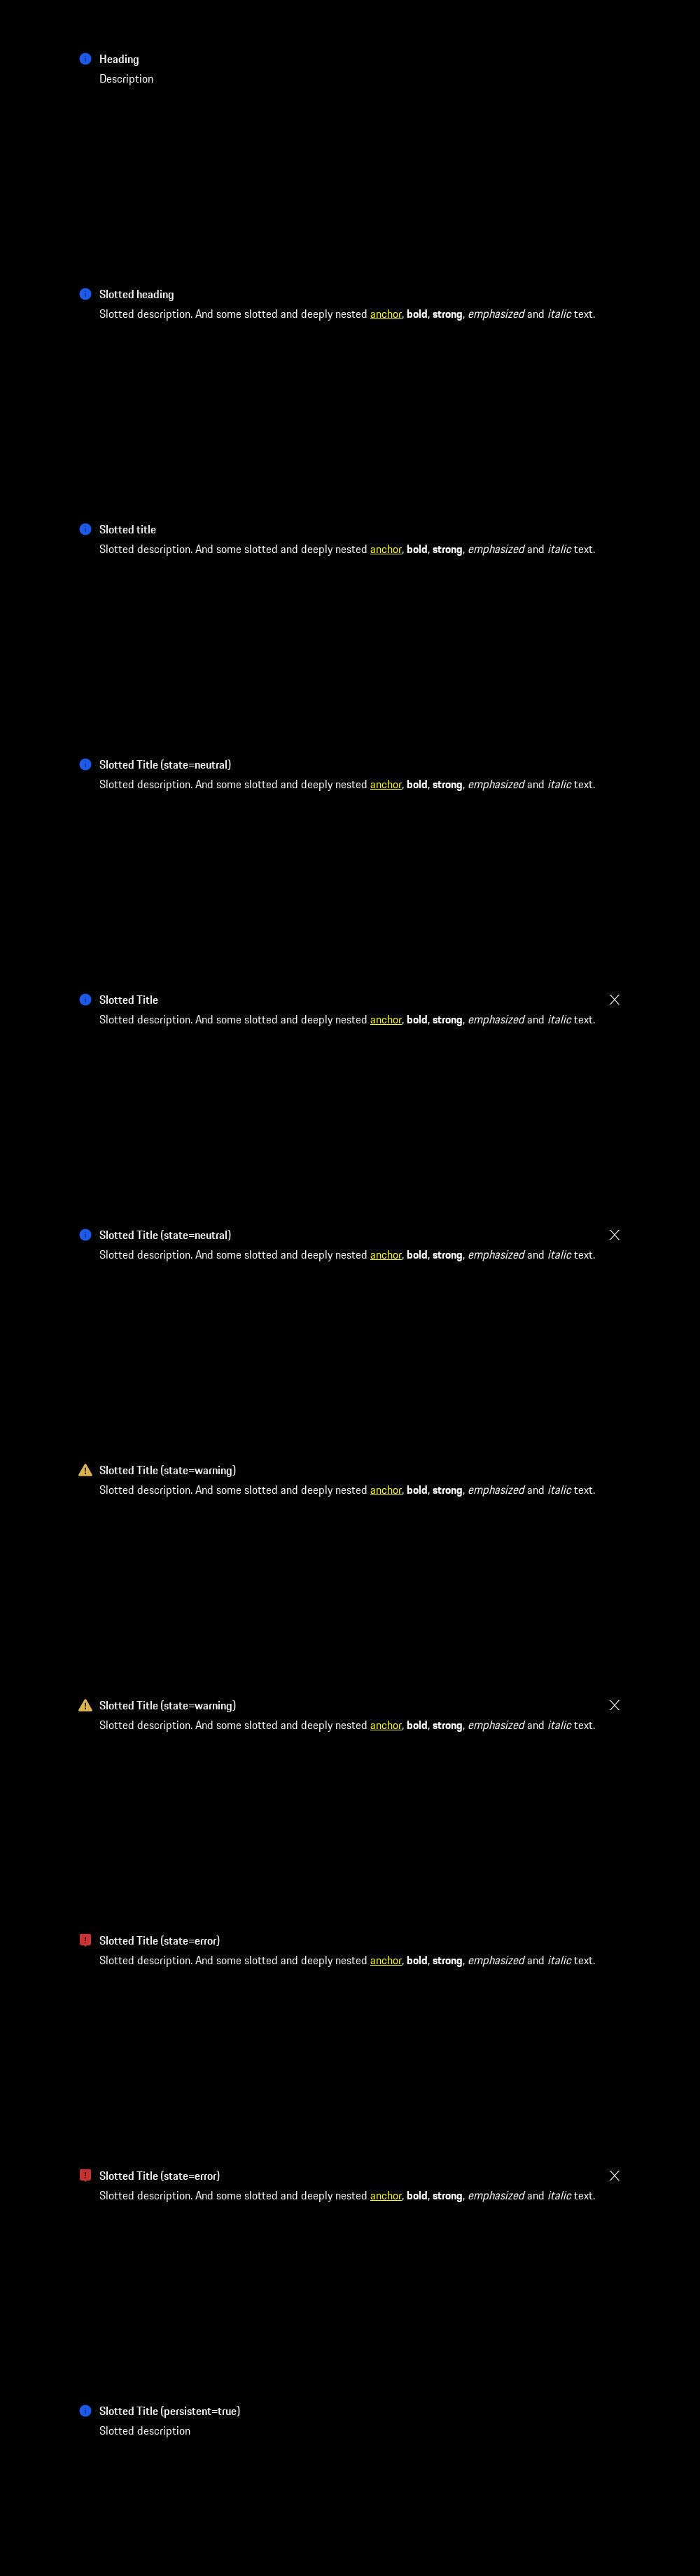 Heading
Description
Slotted heading
Slotted description. And some slotted and deeply nested anchor, bold, strong, emphasized and italic text.
Slotted title
Slotted description. And some slotted and deeply nested anchor, bold, strong, emphasized and italic text.
Slotted Title (state=neutral)
Slotted description. And some slotted and deeply nested anchor, bold, strong, emphasized and italic text.
Slotted Title
Slotted description. And some slotted and deeply nested anchor, bold, strong, emphasized and italic text.
Slotted Title (state=neutral)
Slotted description. And some slotted and deeply nested anchor, bold, strong, emphasized and italic text.
Slotted Title (state=warning)
Slotted description. And some slotted and deeply nested anchor, bold, strong, emphasized and italic text.
Slotted Title (state=warning)
Slotted description. And some slotted and deeply nested anchor, bold, strong, emphasized and italic text.
Slotted Title (state=error)
Slotted description. And some slotted and deeply nested anchor, bold, strong, emphasized and italic text.
Slotted Title (state=error)
Slotted description. And some slotted and deeply nested anchor, bold, strong, emphasized and italic text.
Slotted Title (persistent=true)
Slotted description